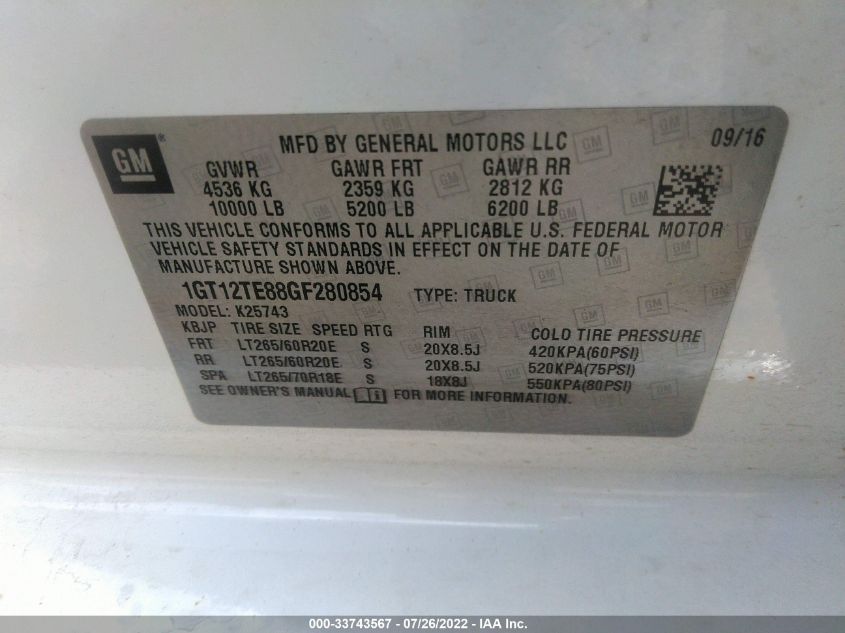 GM®
MFD BY GENERAL MOTORS LLC 09/16
GVWR GAWR FRT GAWR RR
4536 KG 2359 KG 2812 KG
10000 LB 5200 LB 6200 LB
THIS VEHICLE CONFORMS TO ALL APPLICABLE U.S. FEDERAL MOTOR
VEHICLE SAFETY STANDARDS IN EFFECT ON THE DATE OF
MANUFACTURE SHOWN ABOVE.
1GT12TE88GF280854 TYPE: TRUCK
MODEL: K25743
KBJP TIRE SIZE SPEED RTG RIM COLD TIRE PRESSURE
FRT LT265/60R20E S 20X8.5J 420KPA(60PSI)
RR LT265/60R20E S 20X8.5J 520KPA(75PSI)
SPA LT265/70R18E S 18X8J 550KPA(80PSI)
SEE OWNER'S MANUAL FOR MORE INFORMATION.
000-33743567 - 07/26/2022 - IAA Inc.